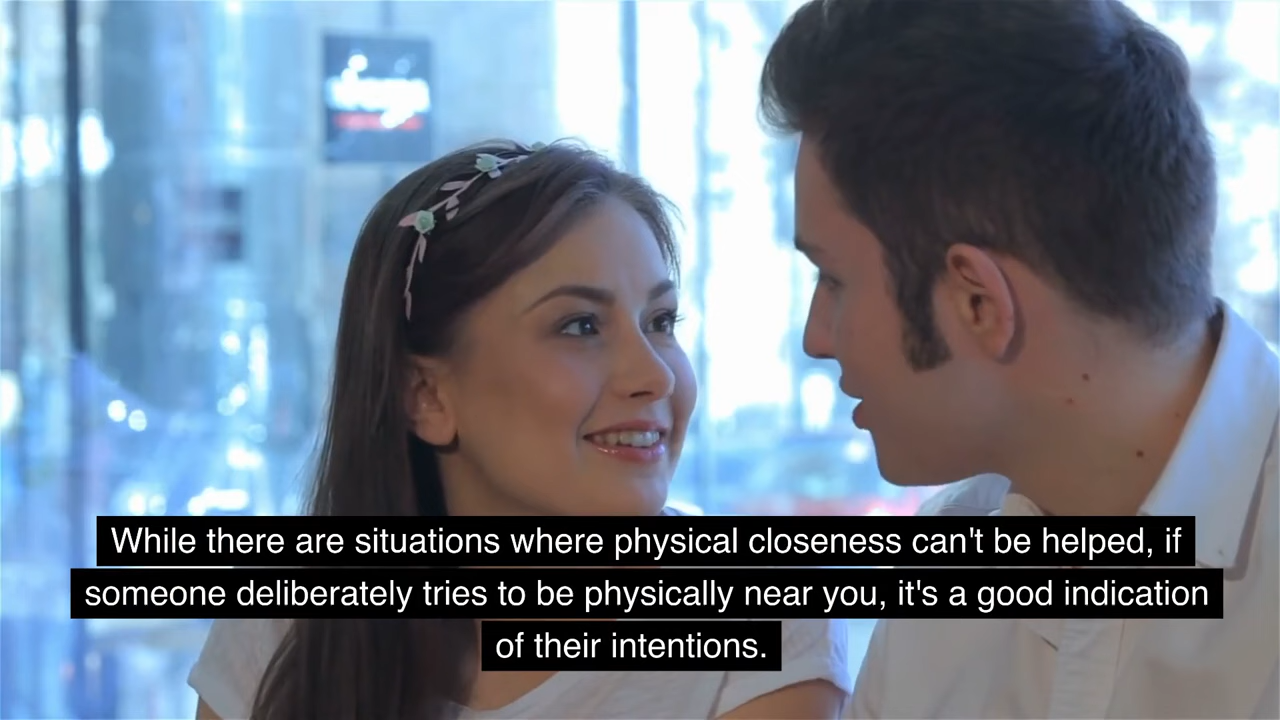 While there are situations where physical closeness can't be helped, if
someone deliberately tries to be physically near you, it's a good indication
of their intentions.